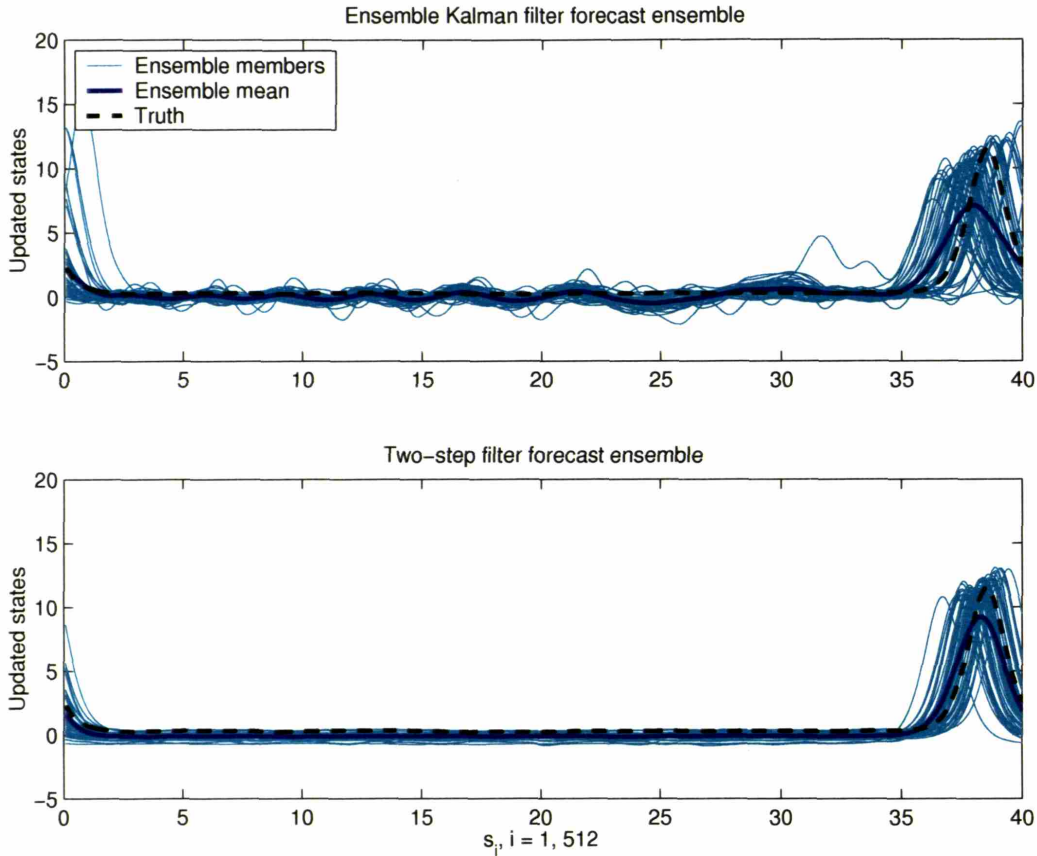 Ensemble Kalman filter forecast ensemble
20
15
10
5
0
−5
Updated states
Ensemble members
Ensemble mean
Truth
0 5 10 15 20 25 30 35 40
Two−step filter forecast ensemble
20
15
10
5
0
−5
Updated states
0 5 10 15 20 25 30 35 40
s_i, i = 1, 512